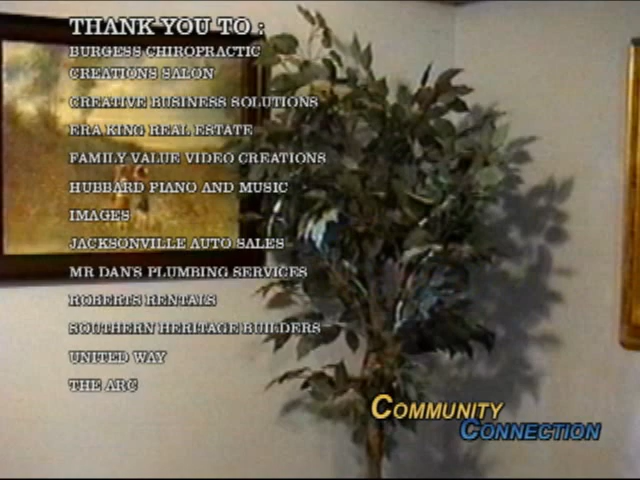 THANK YOU TO :
BURGESS CHIROPRACTIC
CREATIONS SALON
CREATIVE BUSINESS SOLUTIONS
ERA KING REAL ESTATE
FAMILY VALUE VIDEO CREATIONS
HUBBARD PIANO AND MUSIC
IMAGES
JACKSONVILLE AUTO SALES
MR DAN'S PLUMBING SERVICES
ROBERTS RENTALS
SOUTHERN HERITAGE BUILDERS
UNITED WAY
THE ARC
COMMUNITY
CONNECTION